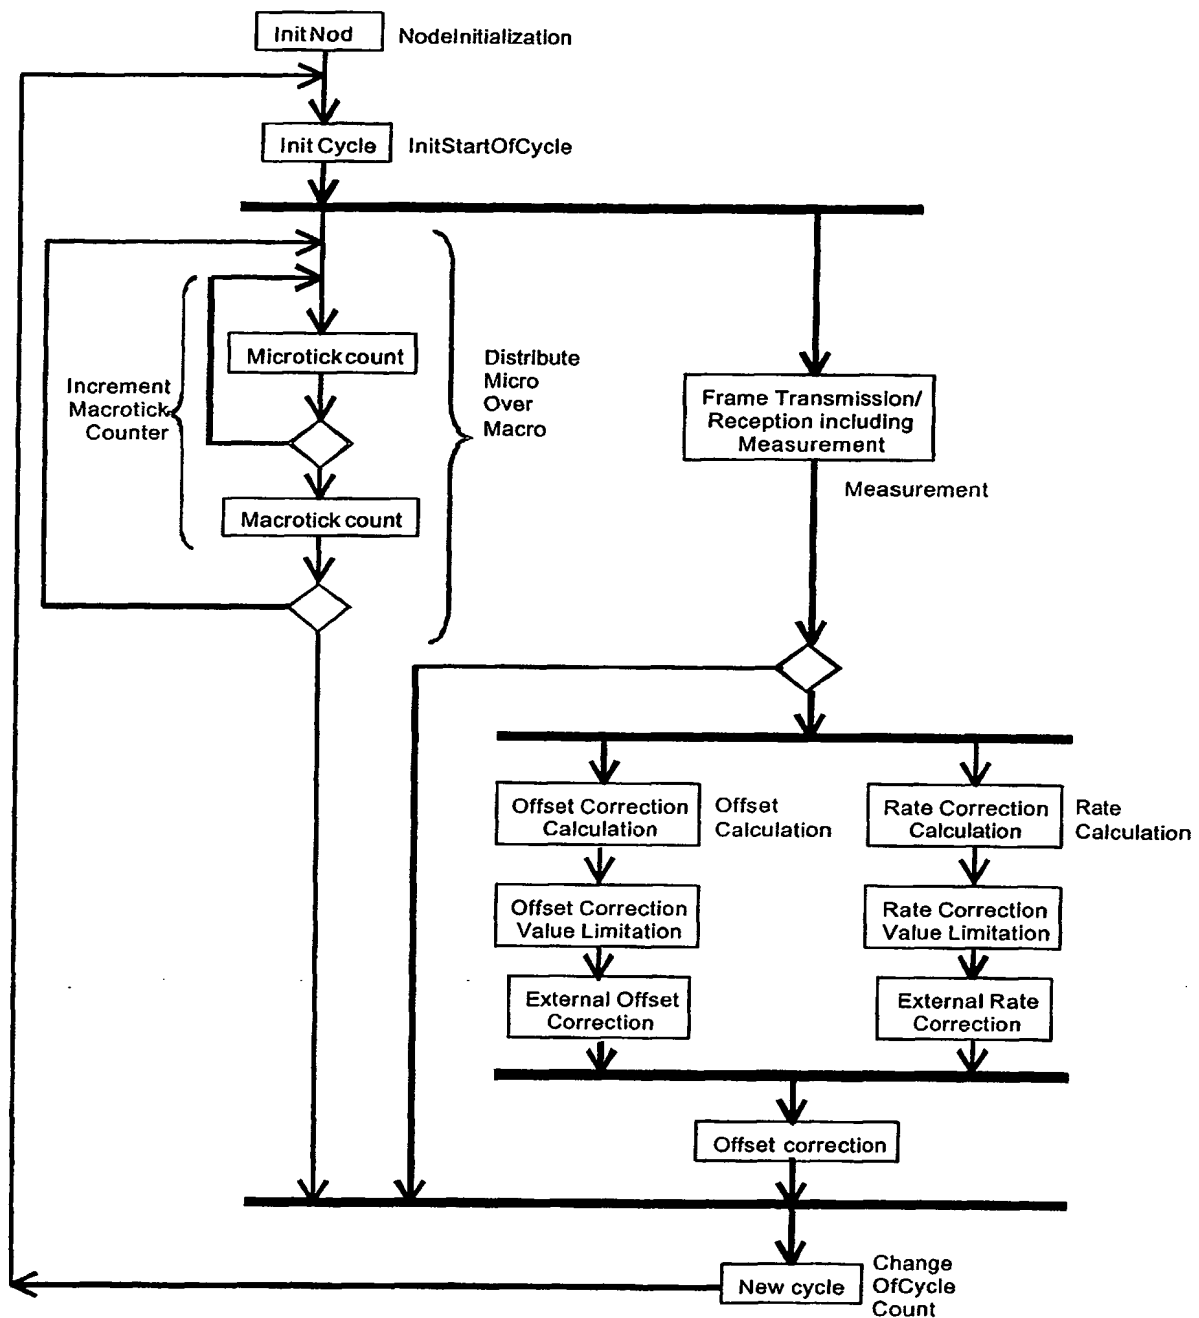 InitNod
NodeInitialization
Init Cycle
InitStartOfCycle
Microtick count
Increment
Macrotick
Counter
Macrotick count
Distribute
Micro
Over
Macro
Frame Transmission/
Reception including
Measurement
Measurement
Offset Correction
Calculation
Offset
Calculation
Rate Correction
Calculation
Rate
Calculation
Offset Correction
Value Limitation
Rate Correction
Value Limitation
External Offset
Correction
External Rate
Correction
Offset correction
New cycle
Change
OfCycle
Count